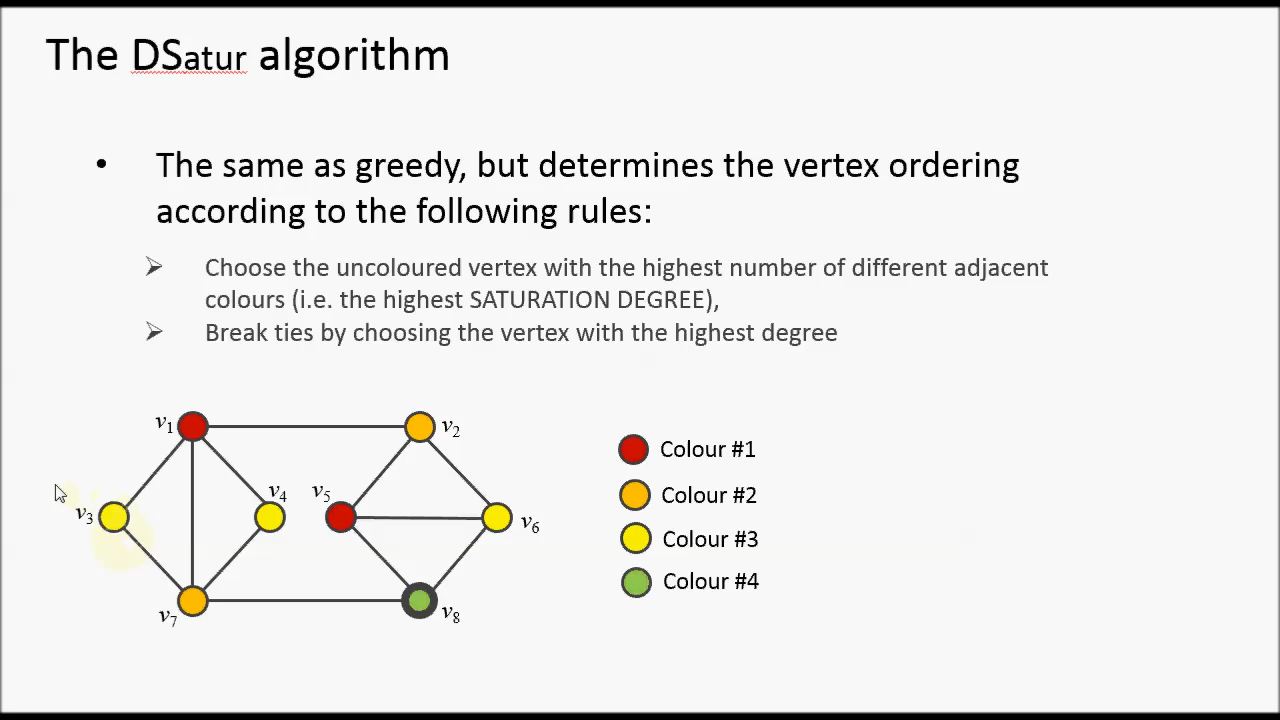 The DSatur algorithm
• The same as greedy, but determines the vertex ordering
according to the following rules:
➢ Choose the uncoloured vertex with the highest number of different adjacent
colours (i.e. the highest SATURATION DEGREE),
➢ Break ties by choosing the vertex with the highest degree
v1
v2
v3
v4
v5
v6
v7
v8
Colour #1
Colour #2
Colour #3
Colour #4